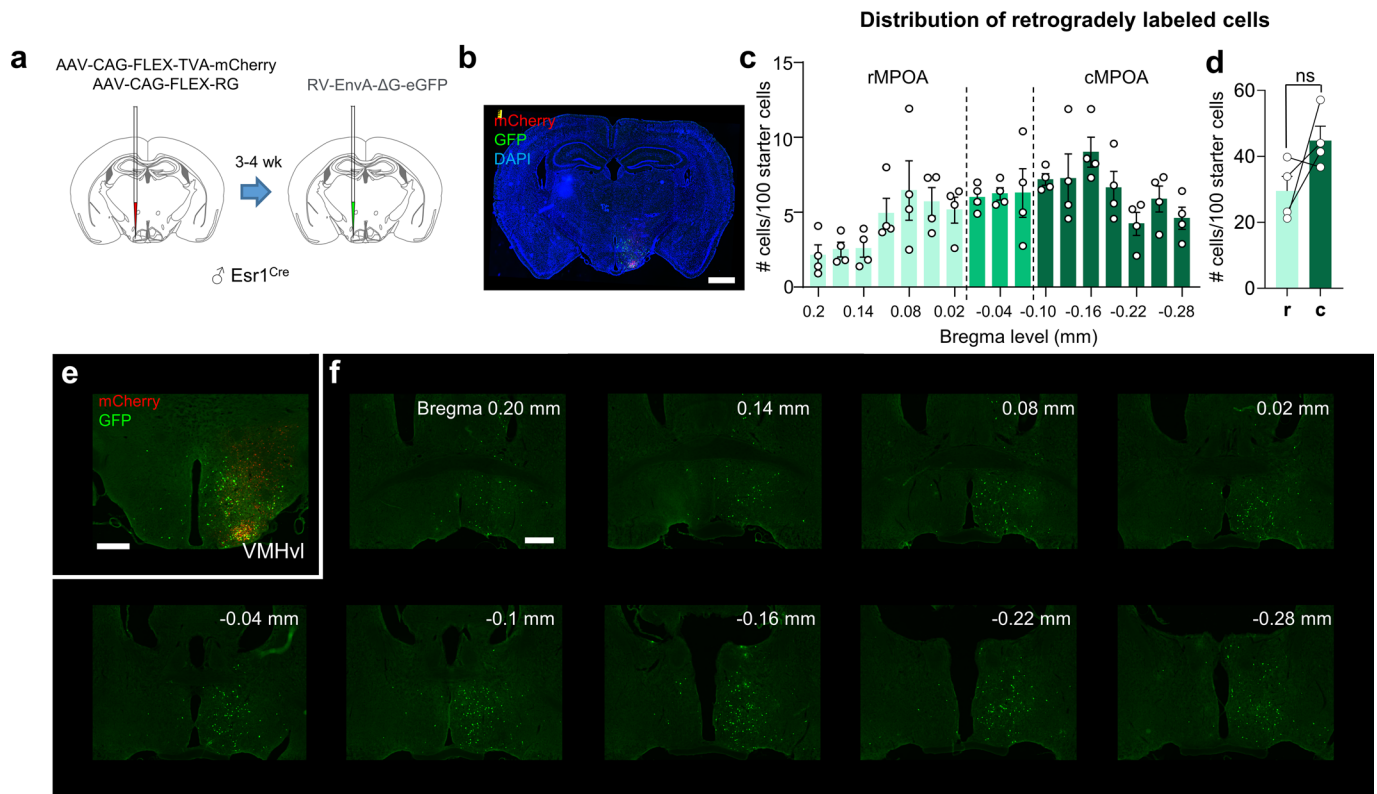 Distribution of retrogradely labeled cells
a
AAV-CAG-FLEX-TVA-mCherry
AAV-CAG-FLEX-RG
RV-EnvA-ΔG-eGFP
3-4 wk
♂ Esr1Cre
b
mCherry
GFP
DAPI
c
# cells/100 starter cells
15
10
5
0
rMPOA
cMPOA
0.2
0.14
0.08
0.02
-0.04
-0.10
-0.16
-0.22
-0.28
Bregma level (mm)
d
# cells/100 starter cells
60
40
20
0
ns
r
c
e
mCherry
GFP
VMHvl
f
Bregma 0.20 mm
0.14 mm
0.08 mm
0.02 mm
-0.04 mm
-0.1 mm
-0.16 mm
-0.22 mm
-0.28 mm